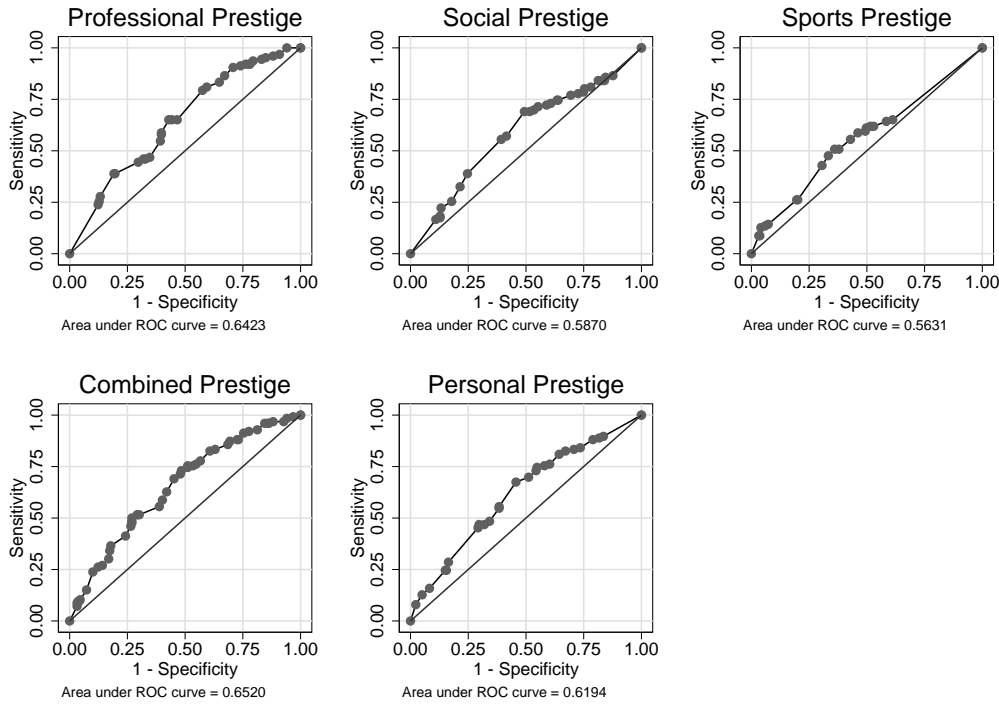 Professional Prestige
Sensitivity
0.00 0.25 0.50 0.75 1.00
0.00 0.25 0.50 0.75 1.00
1 - Specificity
Area under ROC curve = 0.6423
Social Prestige
Sensitivity
0.00 0.25 0.50 0.75 1.00
0.00 0.25 0.50 0.75 1.00
1 - Specificity
Area under ROC curve = 0.5870
Sports Prestige
Sensitivity
0.00 0.25 0.50 0.75 1.00
0.00 0.25 0.50 0.75 1.00
1 - Specificity
Area under ROC curve = 0.5631
Combined Prestige
Sensitivity
0.00 0.25 0.50 0.75 1.00
0.00 0.25 0.50 0.75 1.00
1 - Specificity
Area under ROC curve = 0.6520
Personal Prestige
Sensitivity
0.00 0.25 0.50 0.75 1.00
0.00 0.25 0.50 0.75 1.00
1 - Specificity
Area under ROC curve = 0.6194